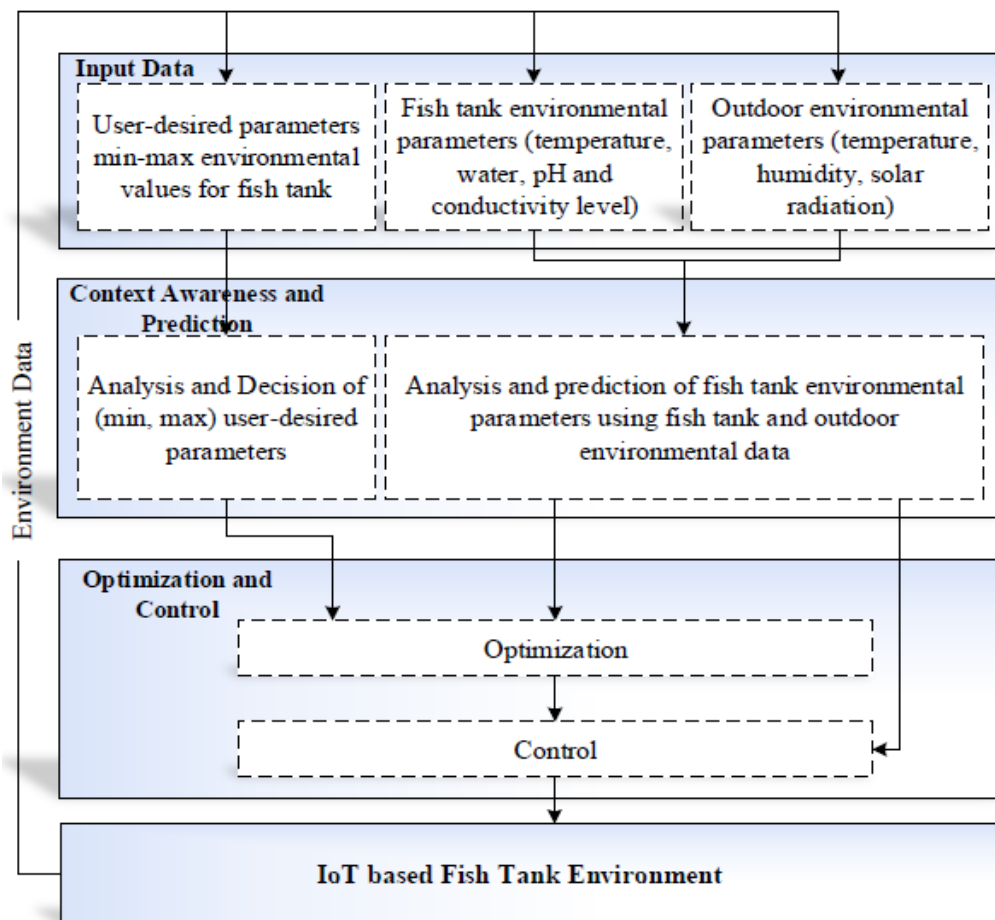 Input Data
User-desired parameters
min-max environmental
values for fish tank
Fish tank environmental
parameters (temperature,
water, pH and
conductivity level)
Outdoor environmental
parameters (temperature,
humidity, solar
radiation)
Context Awareness and
Prediction
Analysis and Decision of
(min, max) user-desired
parameters
Analysis and prediction of fish tank environmental
parameters using fish tank and outdoor
environmental data
Environment Data
Optimization and
Control
Optimization
Control
IoT based Fish Tank Environment